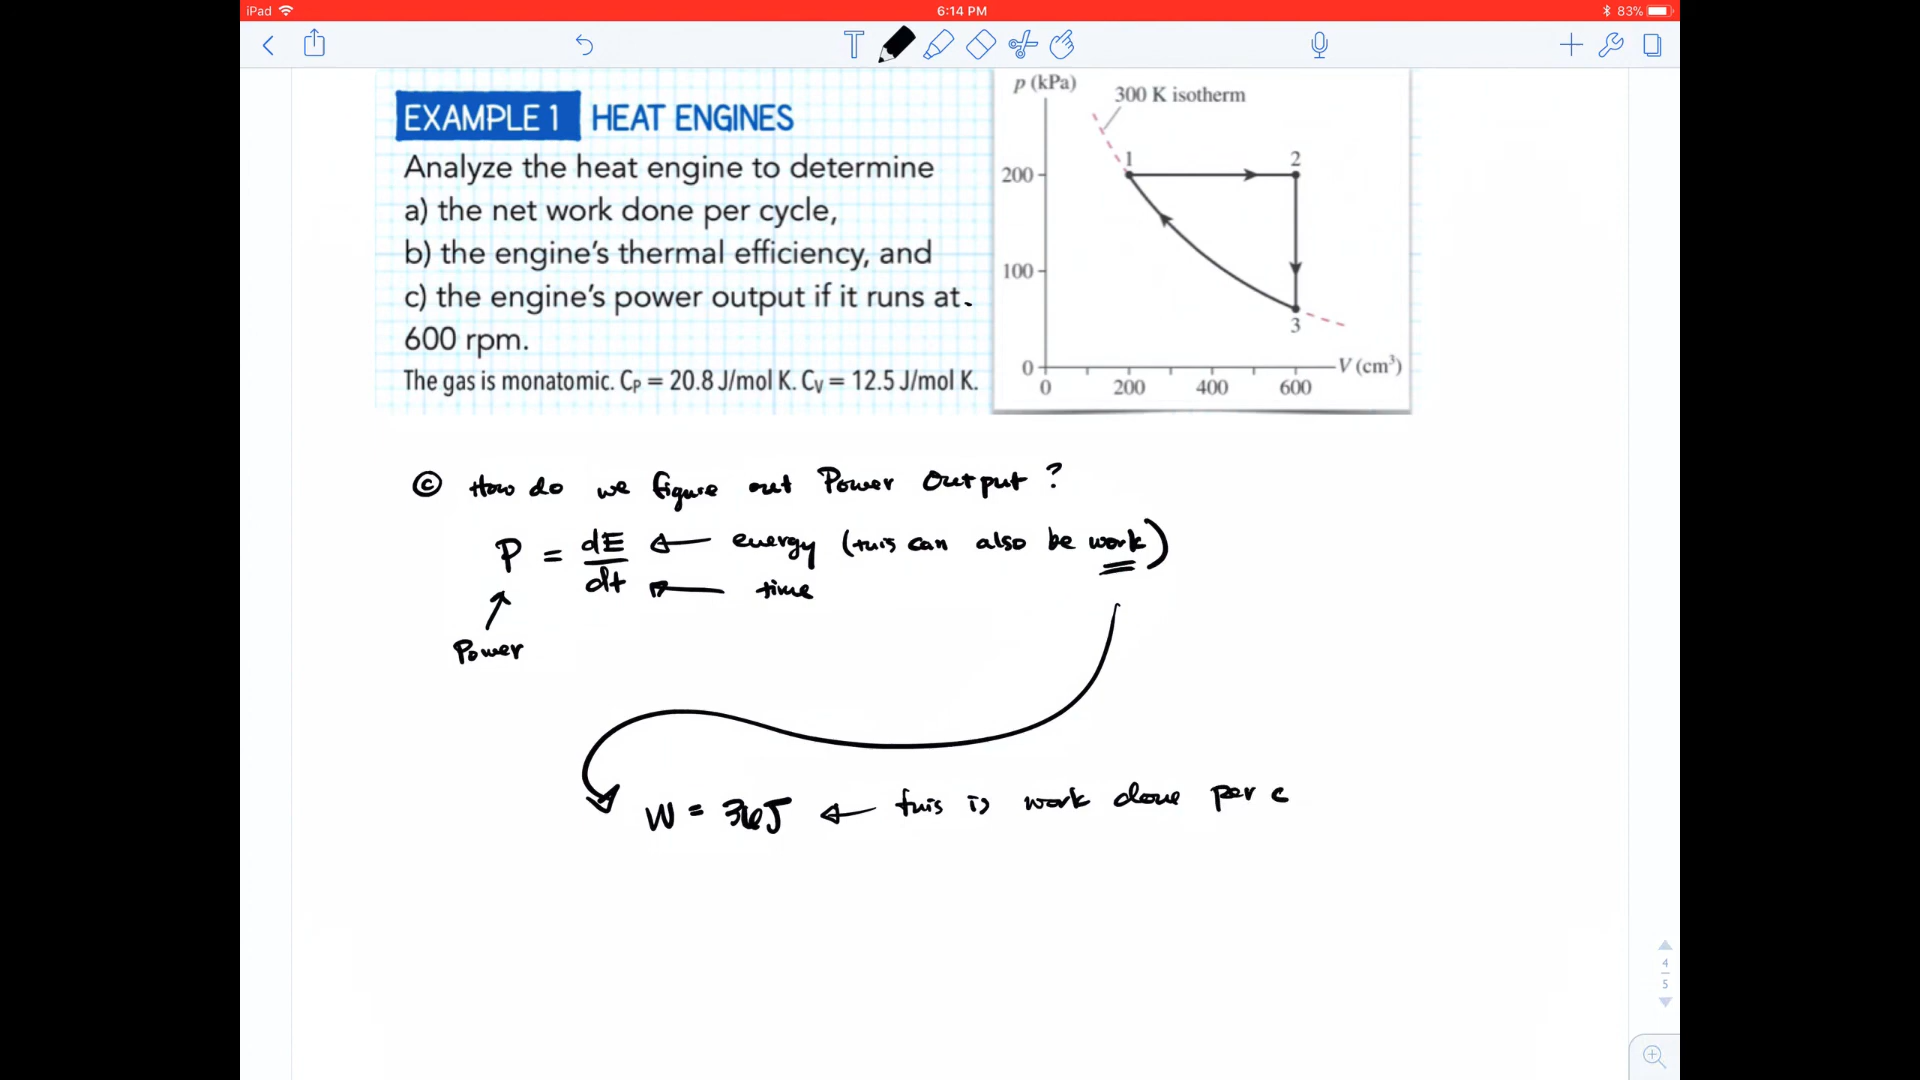 iPad
6:14 PM
83%
EXAMPLE 1 HEAT ENGINES
Analyze the heat engine to determine
a) the net work done per cycle,
b) the engine's thermal efficiency, and
c) the engine's power output if it runs at
600 rpm.
The gas is monatomic. CP = 20.8 J/mol K. CV = 12.5 J/mol K.
p (kPa)
300 K isotherm
1
2
200
100
3
0
V (cm³)
0
200
400
600
© How do we figure out Power Output?
P = dE/dt
energy (this can also be work)
time
Power
W = 36J this is work done per c
4
5
T